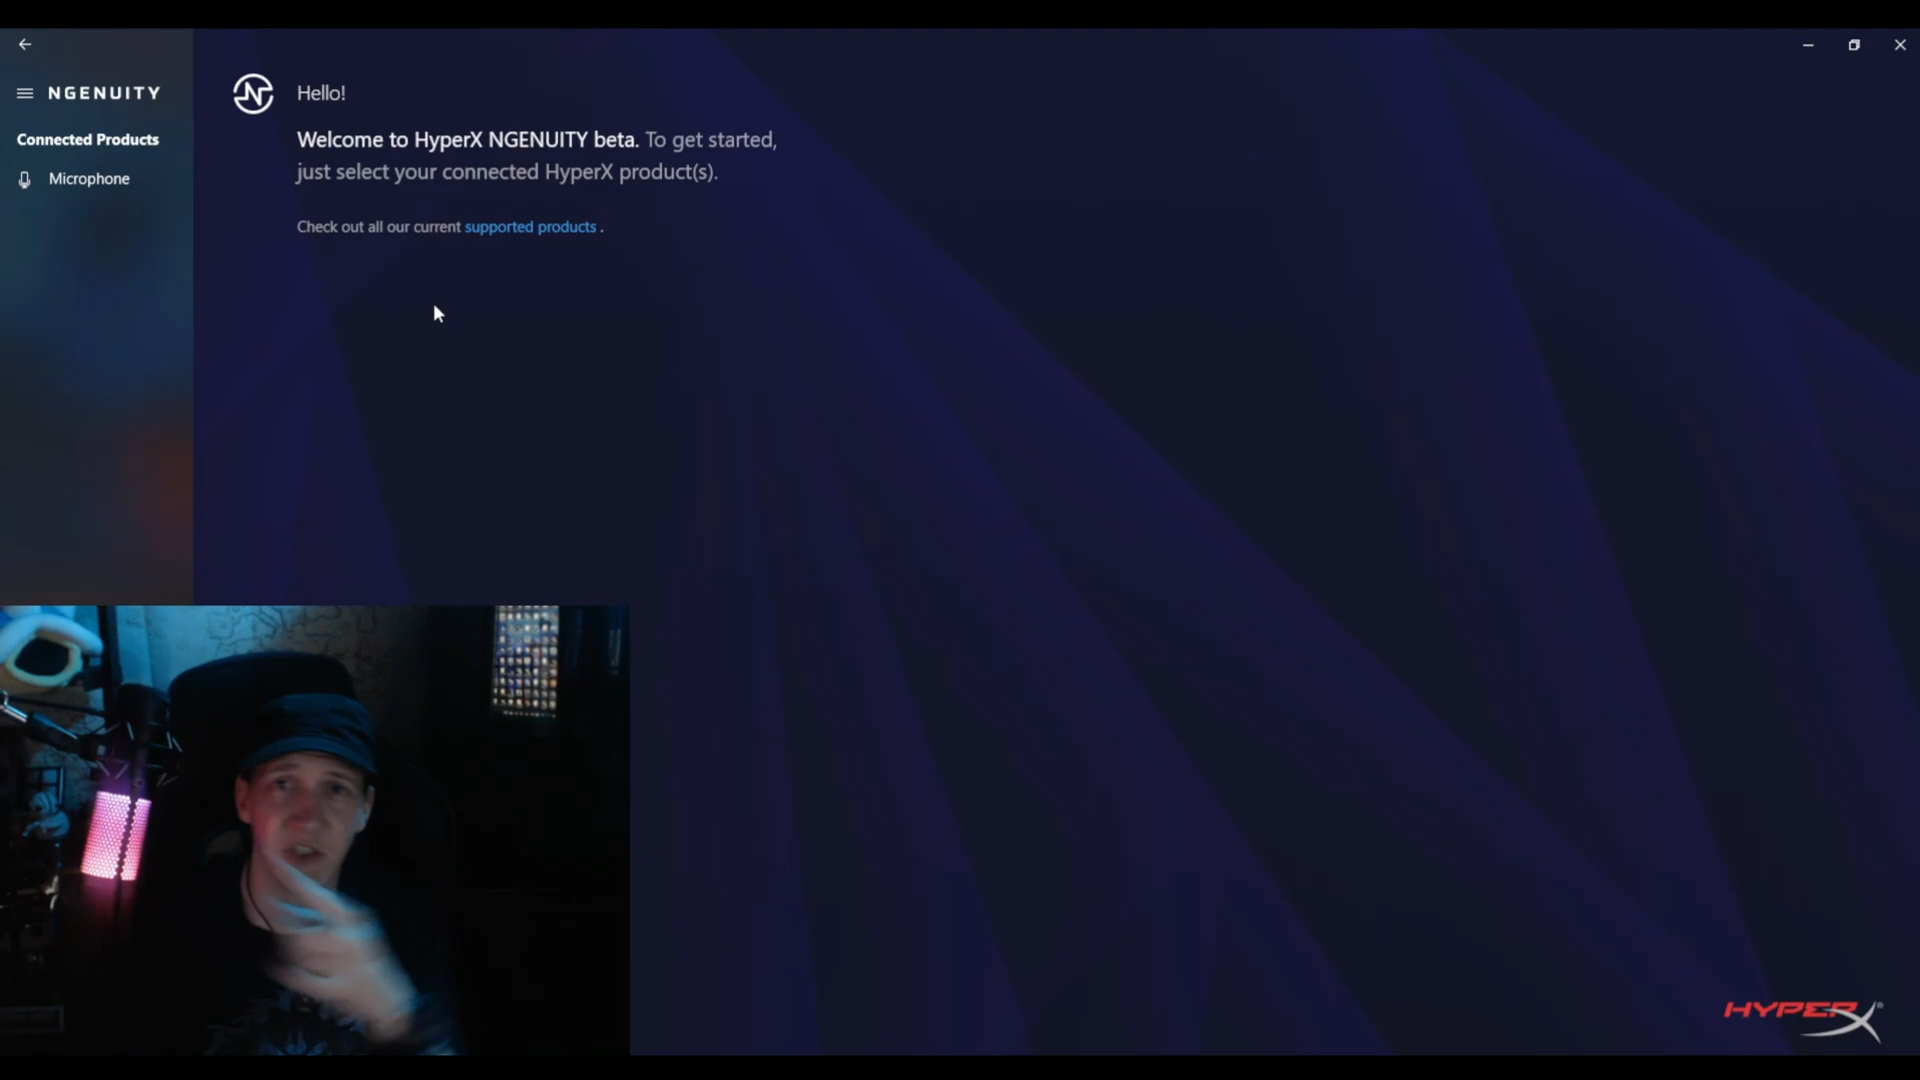 NGENUITY
Connected Products
Microphone
Hello!
Welcome to HyperX NGENUITY beta. To get started,
just select your connected HyperX product(s).
Check out all our current supported products .
HYPERX